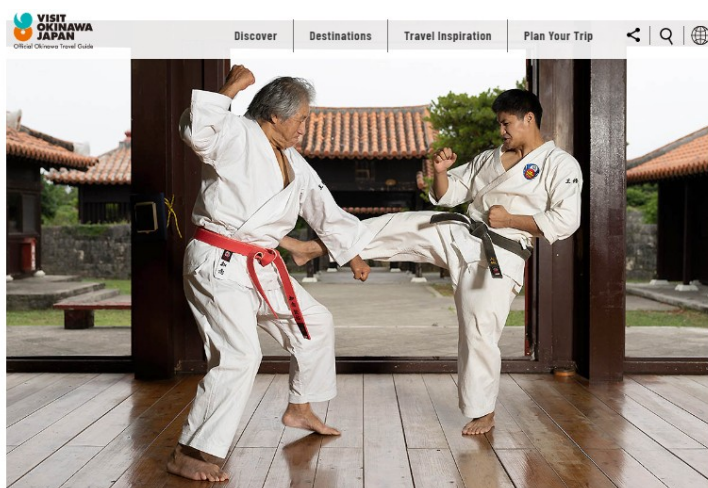 VISIT
OKINAWA
JAPAN
Official Okinawa Travel Guide
Discover
Destinations
Travel Inspiration
Plan Your Trip